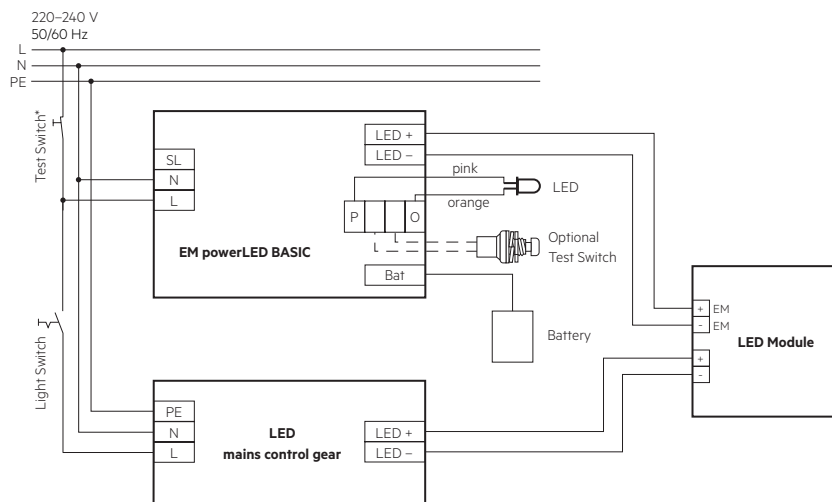 220–240 V
50/60 Hz
L
N
PE
Test Switch*
SL
N
L
LED +
LED –
pink
LED
orange
P
O
EM powerLED BASIC
Optional
Test Switch
Bat
Battery
+
EM
-
EM
LED Module
+
-
Light Switch
PE
N
L
LED
mains control gear
LED +
LED –